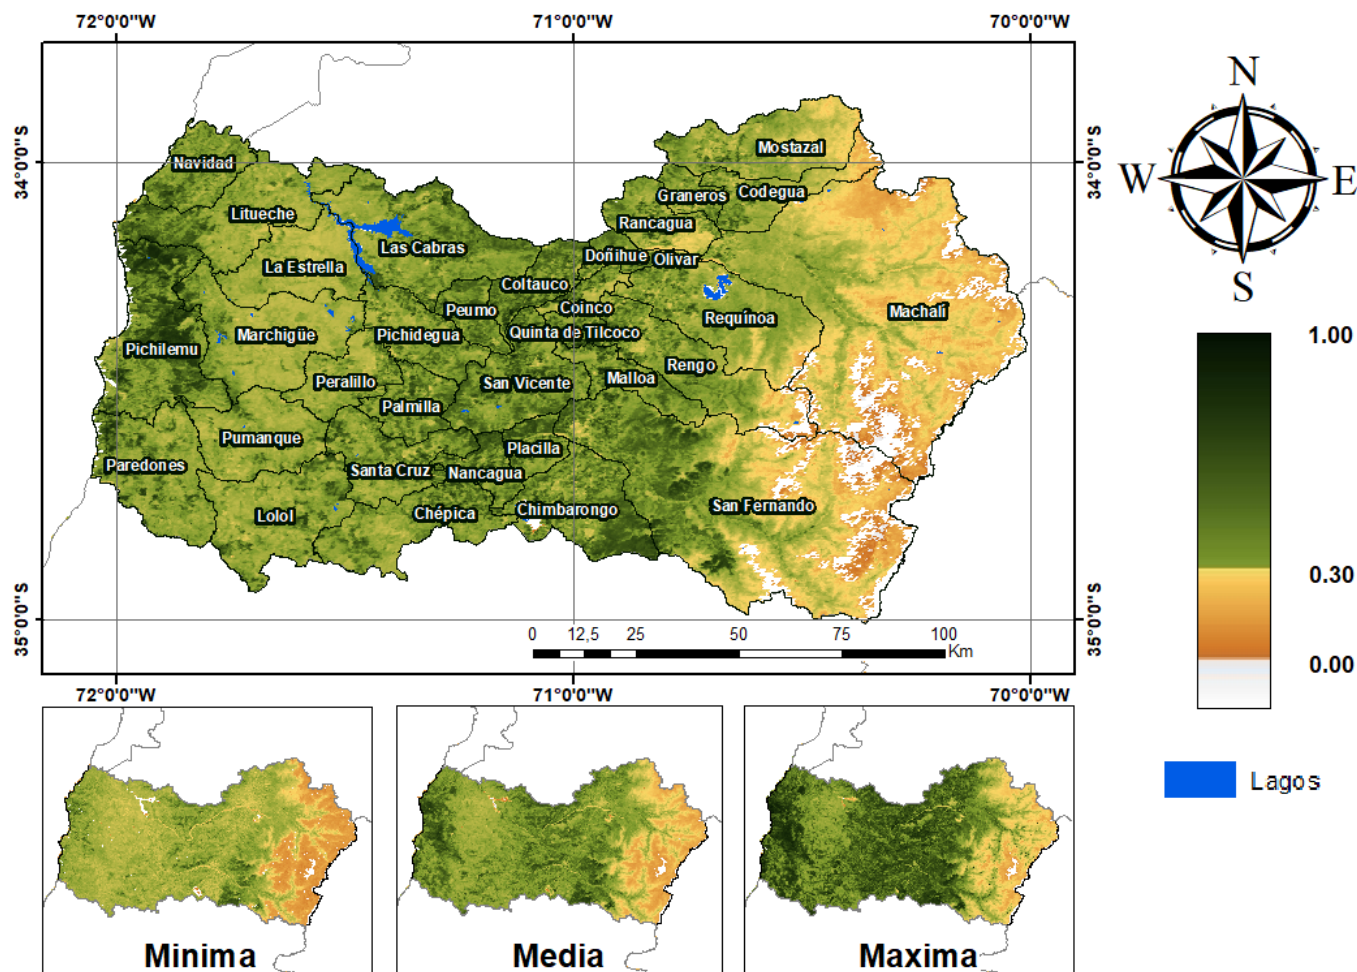 72°0'0"W
71°0'0"W
70°0'0"W
34°0'0"S
34°0'0"S
35°0'0"S
35°0'0"S
Navidad
Mostazal
Graneros
Codegua
Litueche
Rancagua
Las Cabras
Doñihue
Olivar
La Estrella
Coltauco
Peumo
Coinco
Requínoa
Machalí
Marchigüe
Pichidegua
Quinta de Tilcoco
Pichilemu
Rengo
Peralillo
San Vicente
Malloa
Palmilla
Pumanque
Placilla
Paredones
Santa Cruz
Nancagua
San Fernando
Lolol
Chépica
Chimbarongo
0 12,5 25 50 75 100
Km
72°0'0"W
71°0'0"W
70°0'0"W
N
W
E
S
1.00
0.30
0.00
Lagos
Minima
Media
Maxima